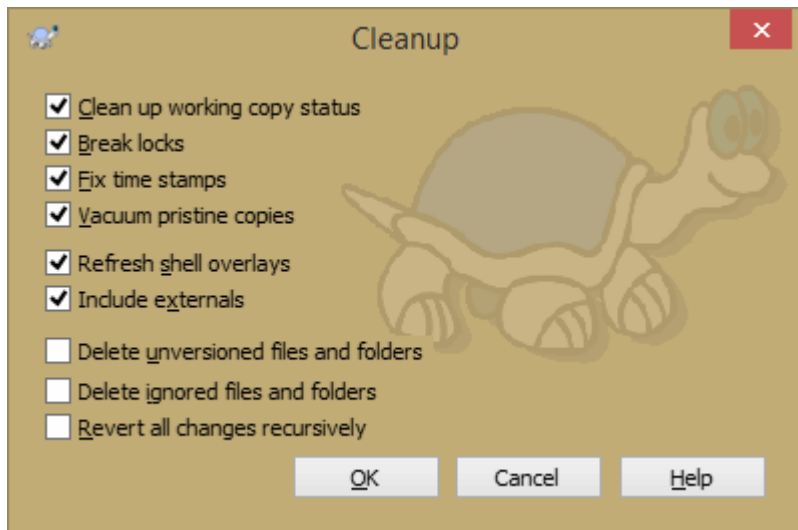 Cleanup
Clean up working copy status
Break locks
Fix time stamps
Vacuum pristine copies
Refresh shell overlays
Include externals
Delete unversioned files and folders
Delete ignored files and folders
Revert all changes recursively
OK Cancel Help